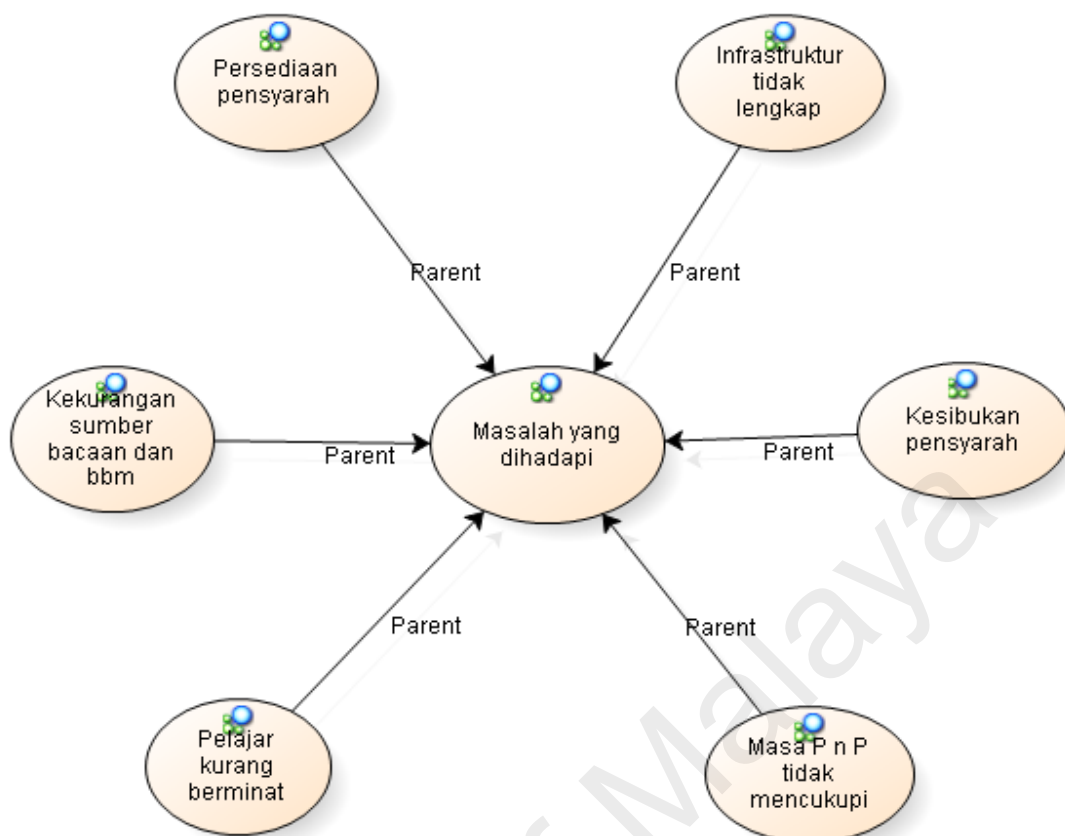 Persediaan
pensyarah
Infrastruktur
tidak
lengkap
Parent
Parent
Kekurangan
sumber
bacaan dan
bbm
Parent
Masalah yang
dihadapi
Parent
Kesibukan
pensyarah
Parent
Parent
Pelajar
kurang
berminat
Masa P n P
tidak
mencukupi
f Malaya